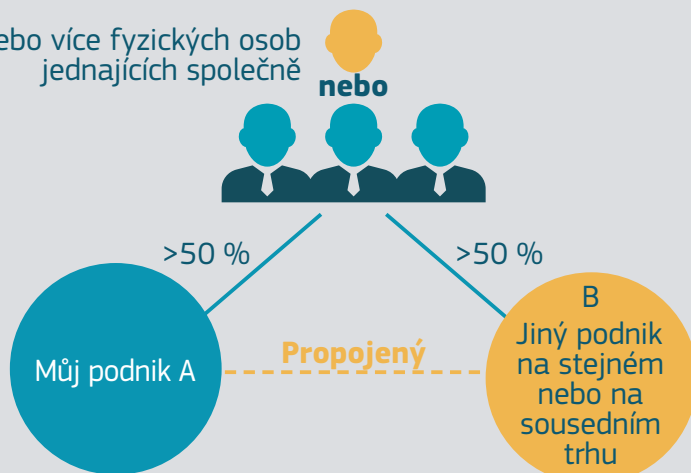 nebo více fyzických osob
jednajících společně
nebo
>50 %
>50 %
Můj podnik A
Propojený
B
Jiný podnik
na stejném
nebo na
sousedním
trhu